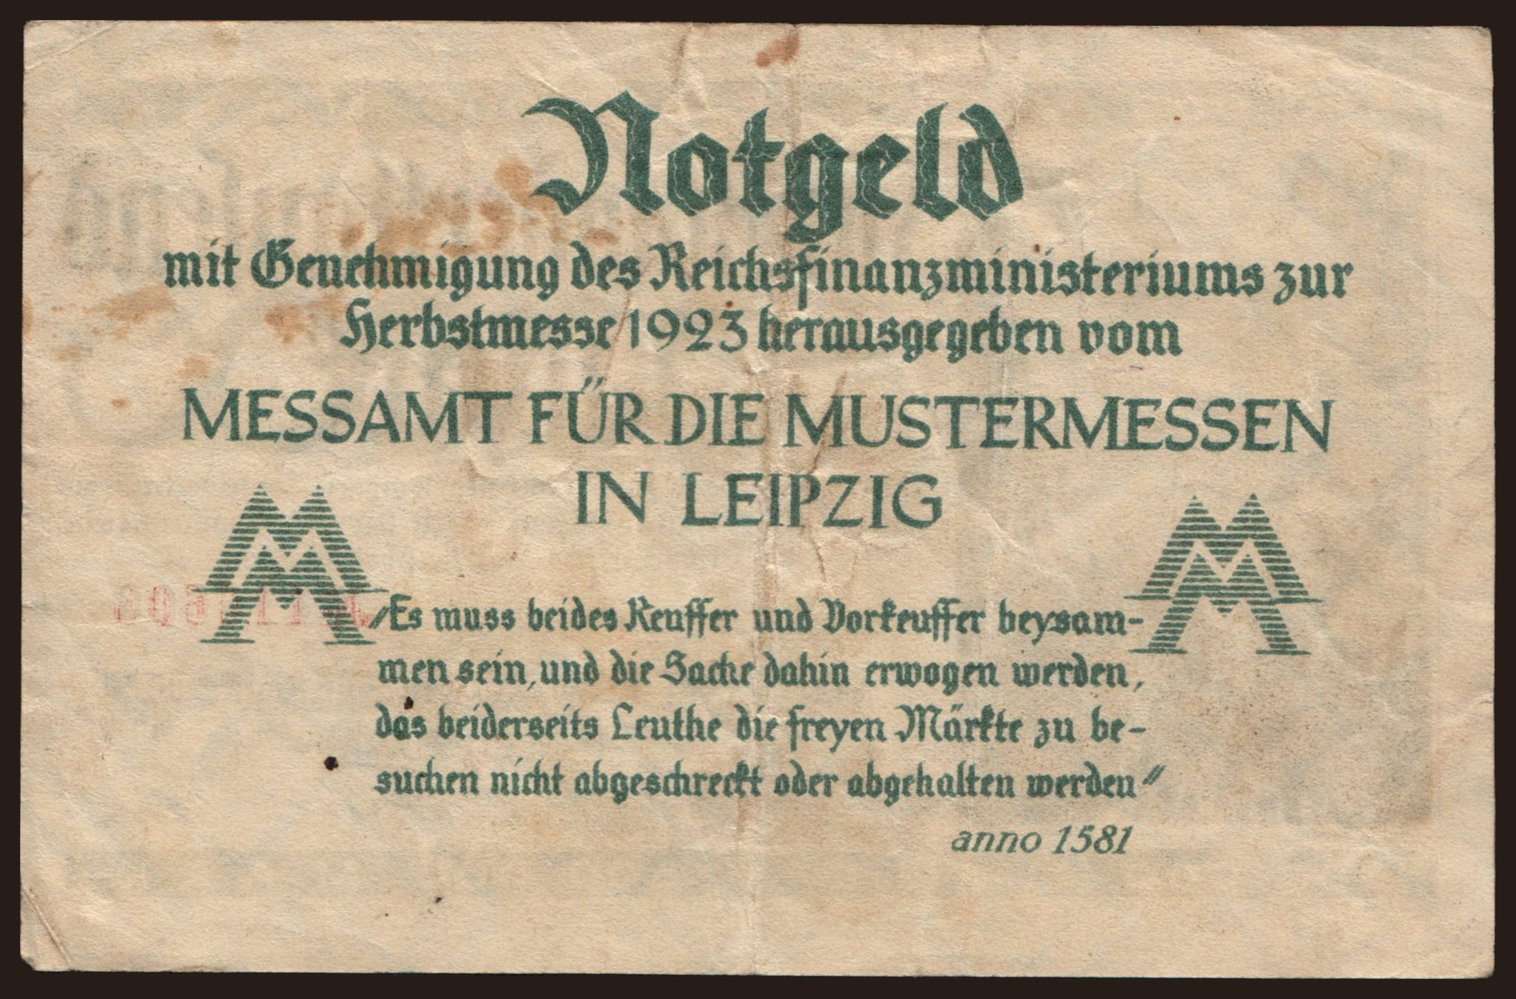 Notgeld
mit Genehmigung des Reichsfinanzministeriums zur
Herbstmesse 1923 herausgegeben vom
MESSAMT FÜR DIE MUSTERMESSEN
IN LEIPZIG
MM MM
„Es muss beides Keuffer und Vorkeuffer beysam-
men sein, und die Sache dahin erwogen werden,
das beiderseits Leuthe die freyen Märkte zu be-
suchen nicht abgeschreckt oder abgehalten werden“
anno 1581